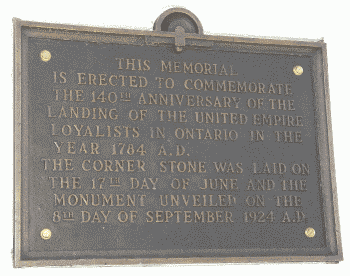 THIS MEMORIAL
IS ERECTED TO COMMEMORATE
THE 140TH ANNIVERSARY OF THE
LANDING OF THE UNITED EMPIRE
LOYALISTS IN ONTARIO IN THE
YEAR 1784 A.D.
THE CORNER STONE WAS LAID ON
THE 17TH DAY OF JUNE AND THE
MONUMENT UNVEILED ON THE
8TH DAY OF SEPTEMBER 1924 A.D